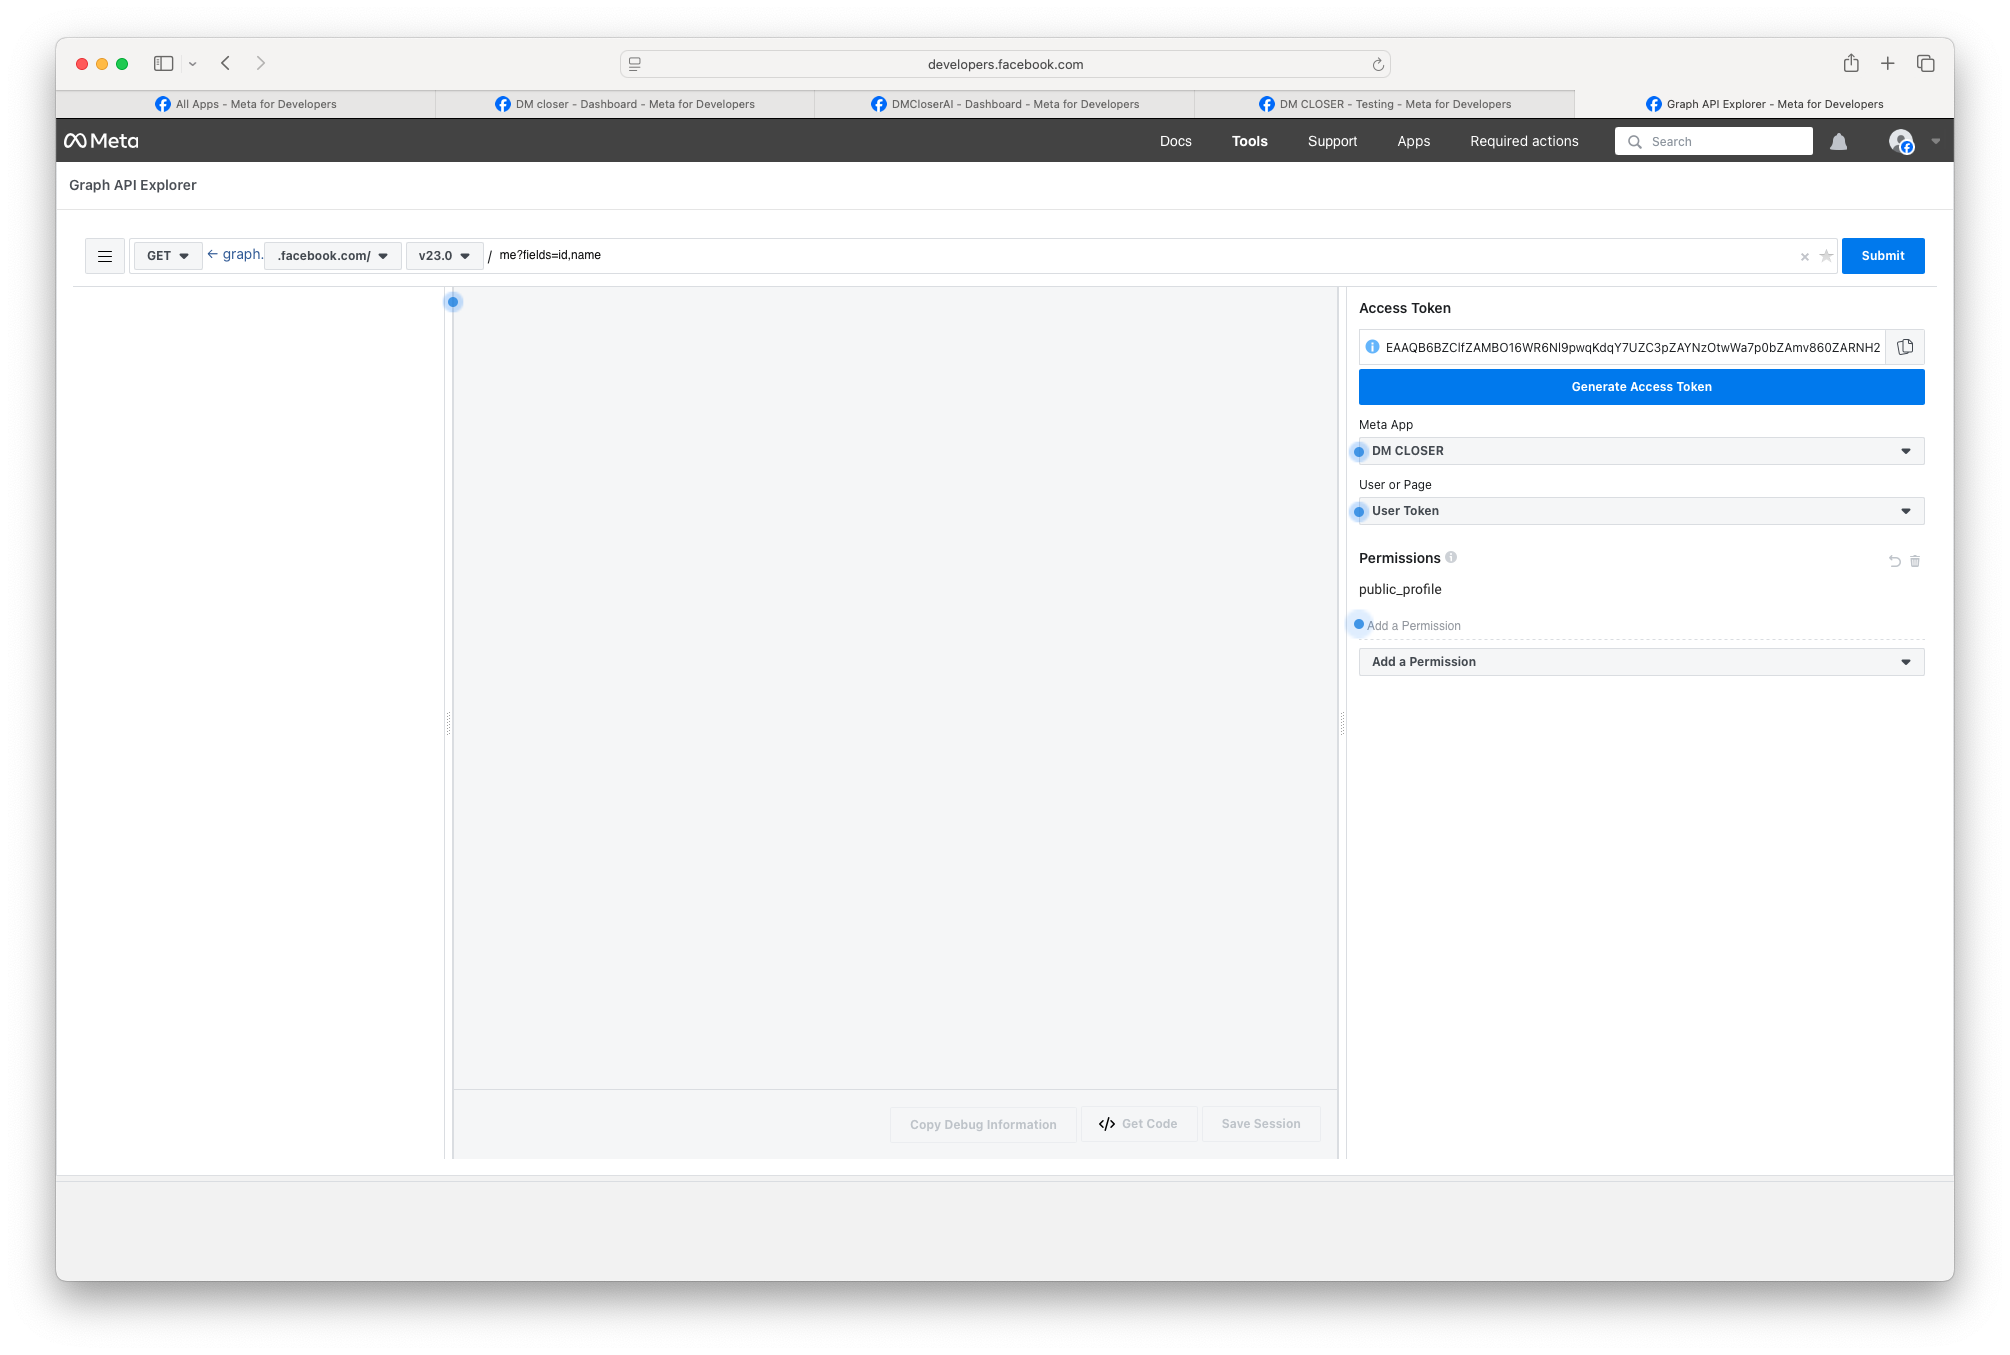 developers.facebook.com
All Apps - Meta for Developers
DM closer - Dashboard - Meta for Developers
DMCloserAI - Dashboard - Meta for Developers
DM CLOSER - Testing - Meta for Developers
Graph API Explorer - Meta for Developers
Meta
Docs
Tools
Support
Apps
Required actions
Search
Graph API Explorer
GET
← graph.
.facebook.com/
v23.0
/ me?fields=id,name
Submit
Access Token
EAAQB6BZClfZAMBO16WR6Nl9pwqKdqY7UZC3pZAYNzOtwWa7p0bZAmv860ZARNH2
Generate Access Token
Meta App
DM CLOSER
User or Page
User Token
Permissions
public_profile
Add a Permission
Add a Permission
Copy Debug Information
</> Get Code
Save Session